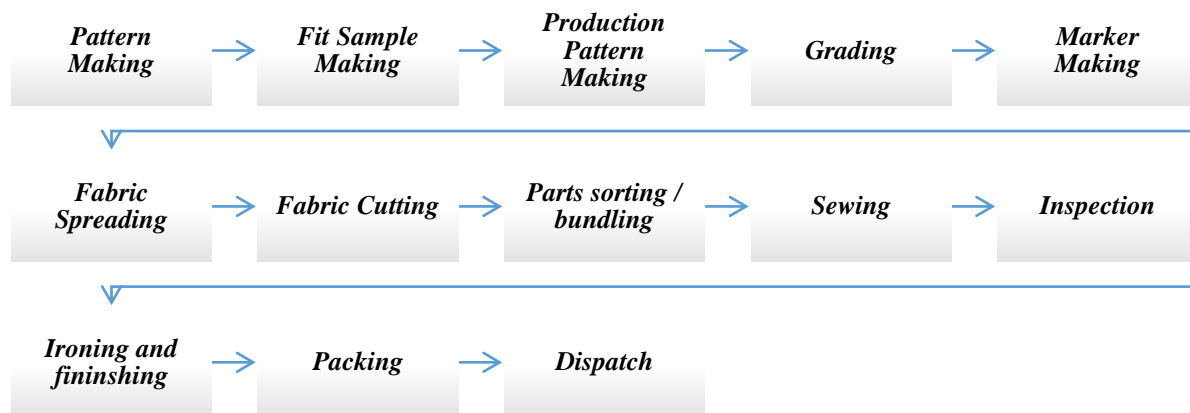 Pattern
Making
Fit Sample
Making
Production
Pattern
Making
Grading
Marker
Making
Fabric
Spreading
Fabric Cutting
Parts sorting /
bundling
Sewing
Inspection
Ironing and
fininshing
Packing
Dispatch